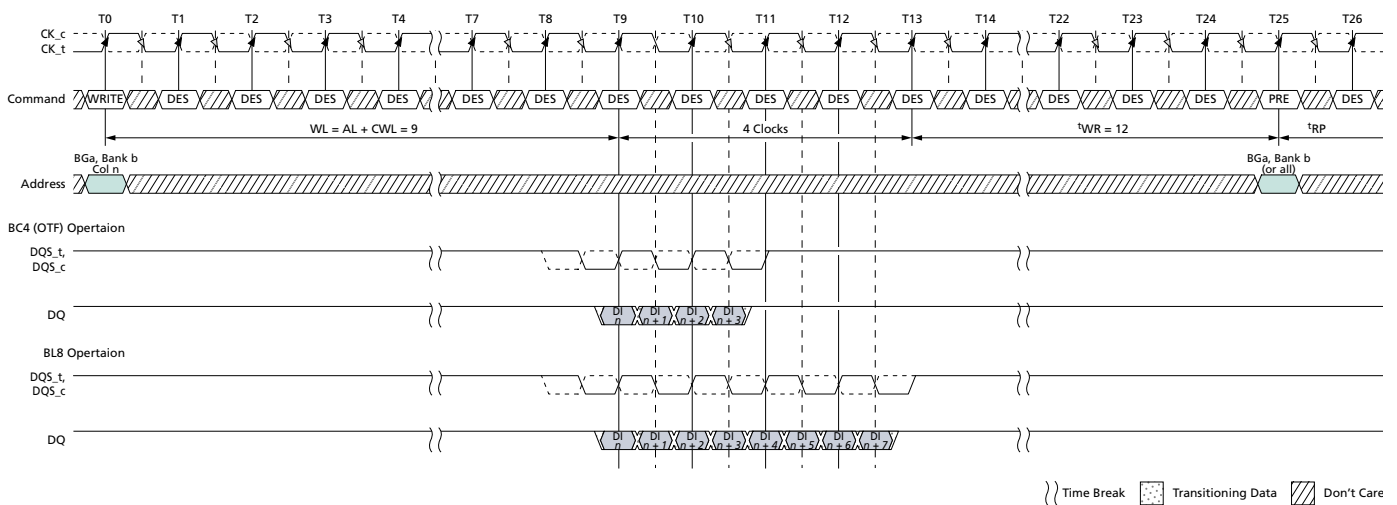 T0 T1 T2 T3 T4 T7 T8 T9 T10 T11 T12 T13 T14 T22 T23 T24 T25 T26
CK_c
CK_t
Command WRITE DES DES DES DES DES DES DES DES DES DES DES DES DES DES DES PRE DES
WL = AL + CWL = 9 4 Clocks tWR = 12 tRP
BGa, Bank b
Col n
BGa, Bank b
(or all)
Address
BC4 (OTF) Opertaion
DQS_t,
DQS_c
DQ
DI n DI n + 1 DI n + 2 DI n + 3
BL8 Opertaion
DQS_t,
DQS_c
DQ
DI n DI n + 1 DI n + 2 DI n + 3 DI n + 4 DI n + 5 DI n + 6 DI n + 7
Time Break Transitioning Data Don't Care